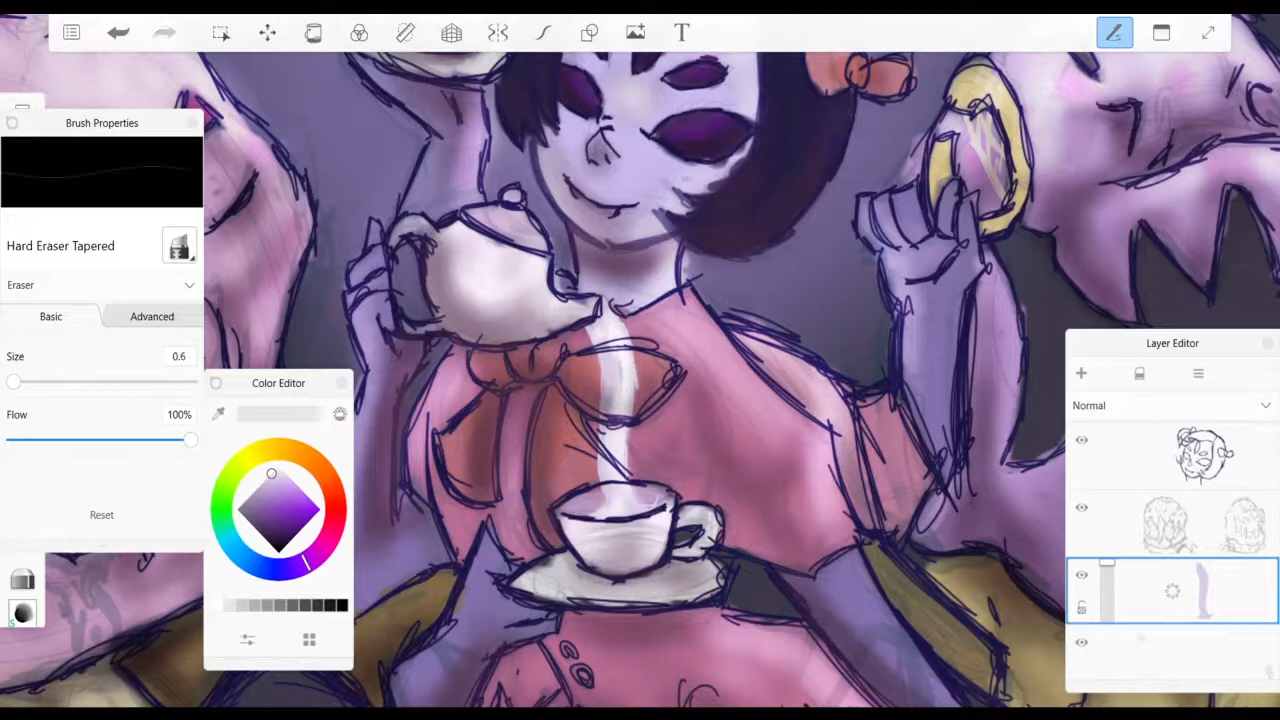 T
Brush Properties
Hard Eraser Tapered
Eraser
Basic Advanced
Size 0.6
Flow 100%
Reset
Color Editor
Layer Editor
Normal
S